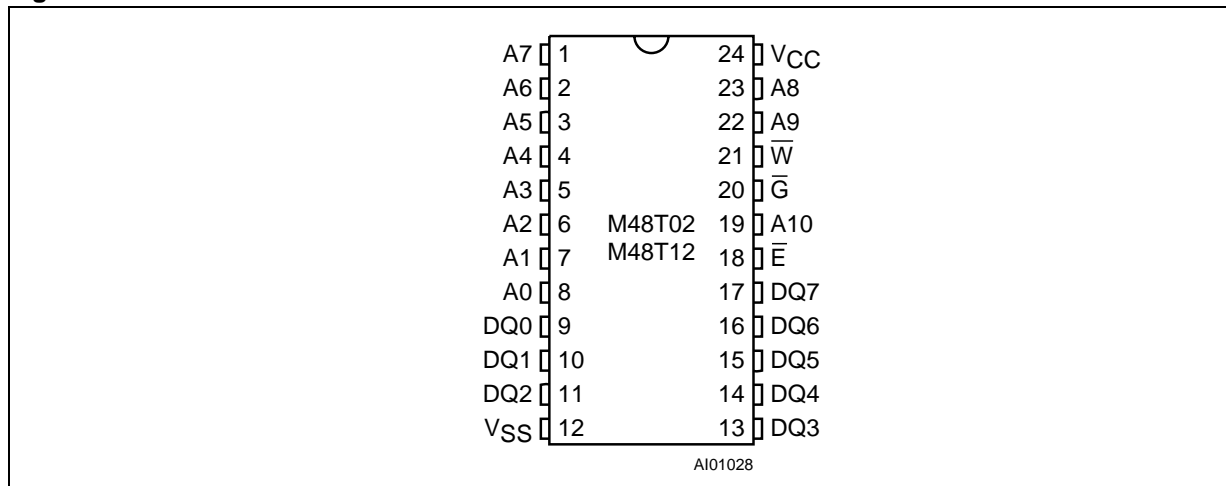 A7 1 24 VCC
A6 2 23 A8
A5 3 22 A9
A4 4 21 W̅
A3 5 20 G̅
A2 6 M48T02 19 A10
A1 7 M48T12 18 E̅
A0 8 17 DQ7
DQ0 9 16 DQ6
DQ1 10 15 DQ5
DQ2 11 14 DQ4
VSS 12 13 DQ3
AI01028